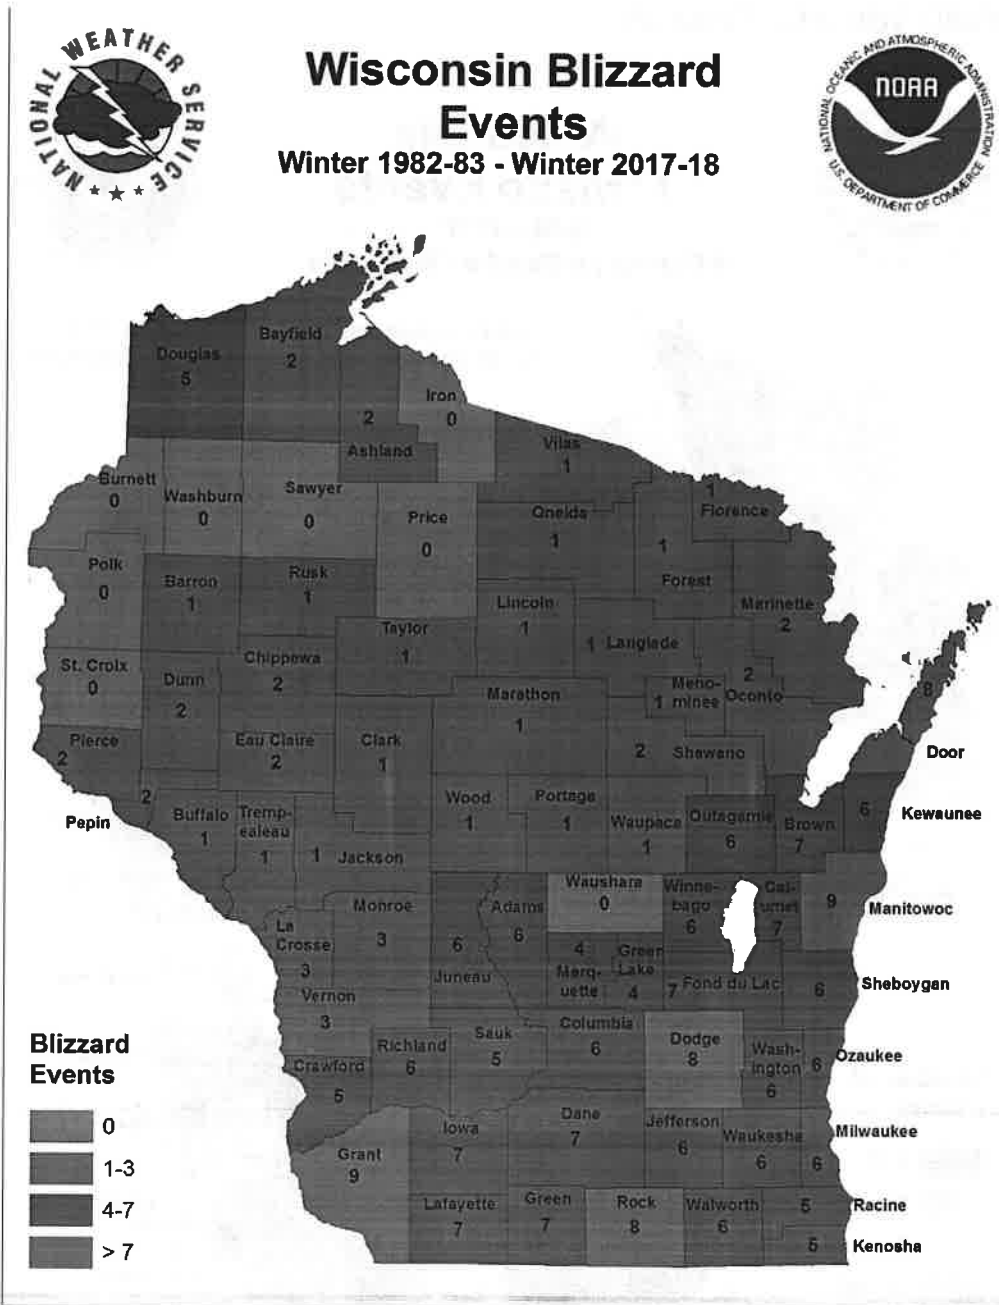 NATIONAL WEATHER SERVICE
Wisconsin Blizzard
Events
Winter 1982-83 - Winter 2017-18
NATIONAL OCEANIC AND ATMOSPHERIC ADMINISTRATION
NOAA
U.S. DEPARTMENT OF COMMERCE
Bayfield
2
Douglas
5
Iron
0
2
Ashland
Vilas
1
Burnett
0
Washburn
0
Sawyer
0
Price
0
Oneida
1
1
Florence
1
Forest
Polk
0
Barron
1
Rusk
1
Lincoln
1
Marinette
2
Taylor
1
1 Langlade
St. Croix
0
Dunn
2
Chippewa
2
Marathon
1
Meno-
1 minee
2
Oconto
8
Door
Pierce
2
Eau Claire
2
Clark
1
2 Shawano
2
Pepin
Buffalo
1
Tremp-
ealeau
1
1
Jackson
Wood
1
Portage
1
Waupaca
1
Outagamie
6
Brown
7
6
Kewaunee
Waushara
0
Winne-
bago
6
Cal-
umet
7
9
Manitowoc
La
Crosse
3
Monroe
3
6
Juneau
Adams
6
4
Marq-
uette
Green
Lake
4
7 Fond du Lac
6
Sheboygan
Vernon
3
Richland
6
Sauk
5
Columbia
6
Dodge
8
Wash-
ington
6
6
Ozaukee
Crawford
5
Blizzard
Events
0
1-3
4-7
> 7
Grant
9
Iowa
7
Dane
7
Jefferson
6
Waukesha
6
6
Milwaukee
Lafayette
7
Green
7
Rock
8
Walworth
6
5
Racine
5
Kenosha